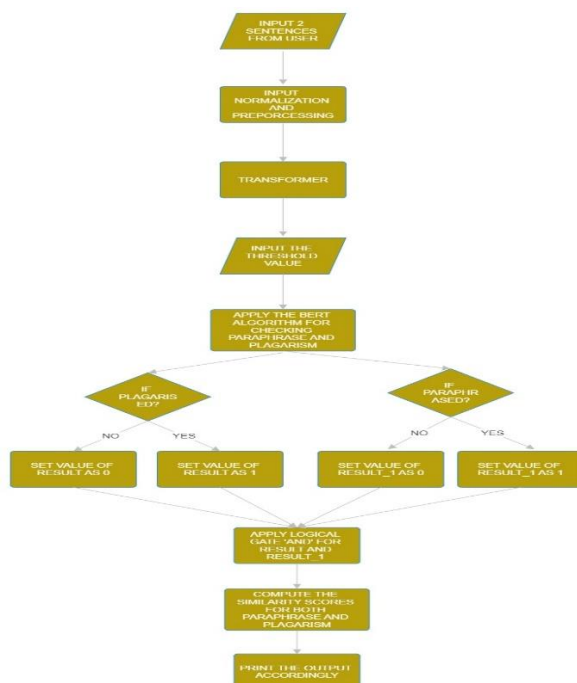 INPUT 2
SENTENCES
FROM USER
INPUT
NORMALIZATION
AND
PREPORCESSING
TRANSFORMER
INPUT THE
THRESHOLD
VALUE
APPLY THE BERT
ALGORITHM FOR
CHECKING
PARAPHRASE AND
PLAGARISM
IF
PLAGARIS
ED?
IF
PARAPHR
ASED?
NO
YES
NO
YES
SET VALUE OF
RESULT AS 0
SET VALUE OF
RESULT AS 1
SET VALUE OF
RESULT_1 AS 0
SET VALUE OF
RESULT_1 AS 1
APPLY LOGICAL
GATE 'AND' FOR
RESULT AND
RESULT_1
COMPUTE THE
SIMILARITY SCORES
FOR BOTH
PARAPHRASE AND
PLAGARISM
PRINT THE OUTPUT
ACCORDINGLY